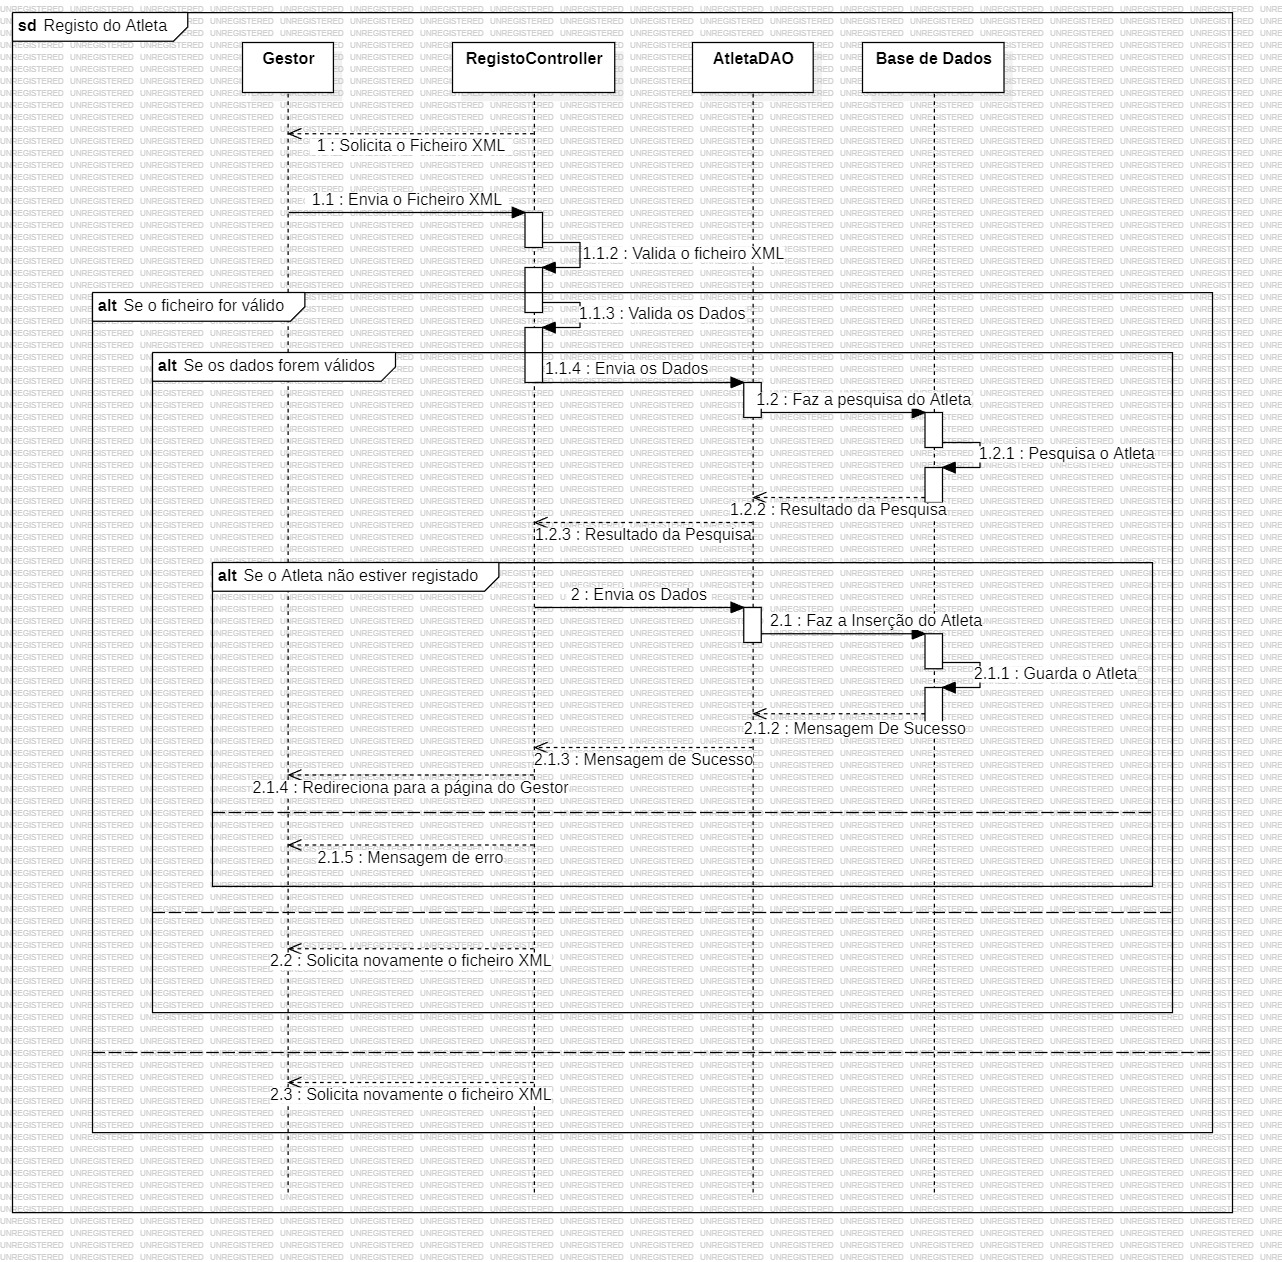 sd Registo do Atleta
Gestor
RegistoController
AtletaDAO
Base de Dados
1 : Solicita o Ficheiro XML
1.1 : Envia o Ficheiro XML
1.1.2 : Valida o ficheiro XML
alt Se o ficheiro for válido
1.1.3 : Valida os Dados
alt Se os dados forem válidos
1.1.4 : Envia os Dados
1.2 : Faz a pesquisa do Atleta
1.2.1 : Pesquisa o Atleta
1.2.2 : Resultado da Pesquisa
1.2.3 : Resultado da Pesquisa
alt Se o Atleta não estiver registado
2 : Envia os Dados
2.1 : Faz a Inserção do Atleta
2.1.1 : Guarda o Atleta
2.1.2 : Mensagem De Sucesso
2.1.3 : Mensagem de Sucesso
2.1.4 : Redireciona para a página do Gestor
2.1.5 : Mensagem de erro
2.2 : Solicita novamente o ficheiro XML
2.3 : Solicita novamente o ficheiro XML
UNREGISTERED